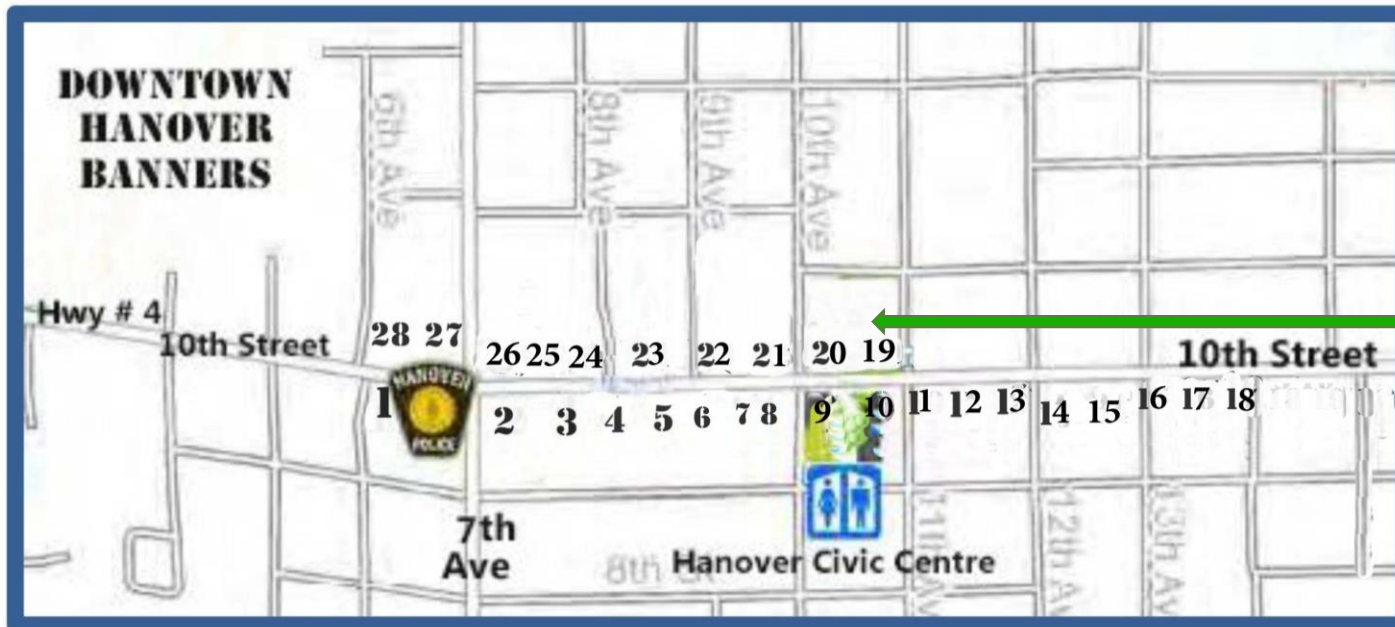 DOWNTOWN
HANOVER
BANNERS
6th Ave
8th Ave
9th Ave
10th Ave
Hwy # 4
10th Street
28 27
26 25 24 23 22 21 20 19
10th Street
1
HANOVER
POLICE
2 3 4 5 6 7 8 9 10 11 12 13 14 15 16 17 18
7th
Ave
8th
Hanover Civic Centre
11th Av
12th Av
13th Av